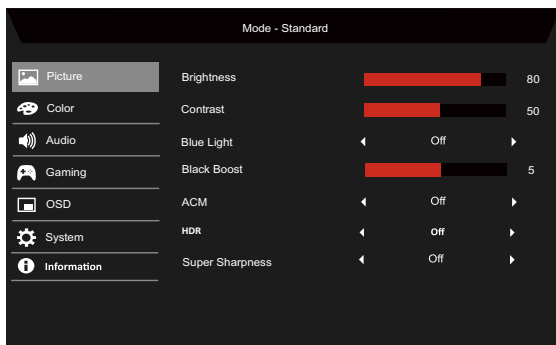 Mode - Standard
Picture
Brightness 80
Color
Contrast 50
Audio
Blue Light Off
Gaming
Black Boost 5
OSD
ACM Off
System
HDR Off
Information
Super Sharpness Off